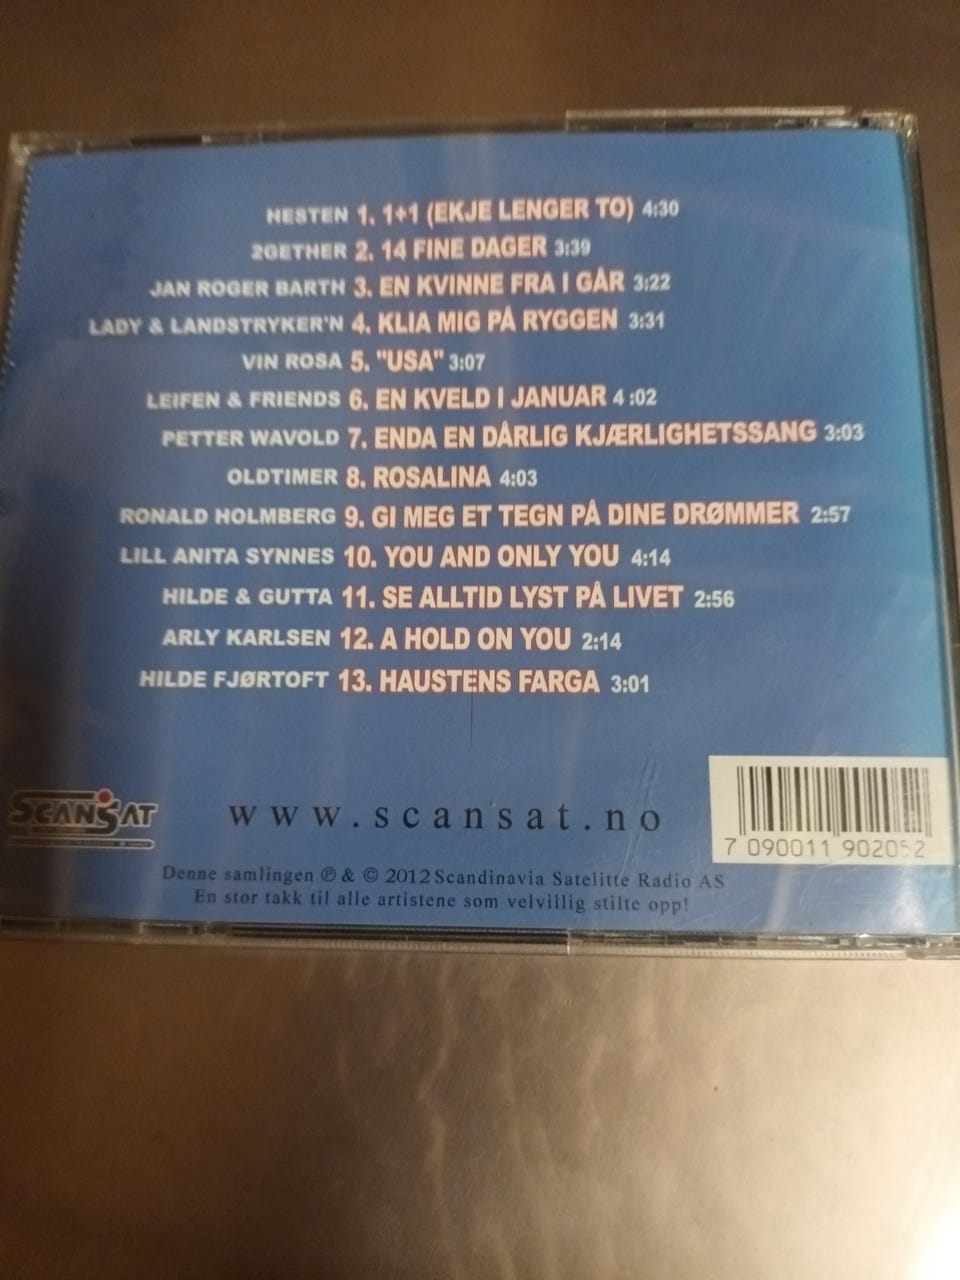 HESTEN 1. 1+1 (EKJE LENGER TO) 4:30
2GETHER 2. 14 FINE DAGER 3:39
JAN ROGER BARTH 3. EN KVINNE FRA I GÅR 3:22
LADY & LANDSTRYKER'N 4. KLIA MIG PÅ RYGGEN 3:31
VIN ROSA 5. "USA" 3:07
LEIFEN & FRIENDS 6. EN KVELD I JANUAR 4 :02
PETTER WAVOLD 7. ENDA EN DÅRLIG KJÆRLIGHETSSANG 3:03
OLDTIMER 8. ROSALINA 4:03
RONALD HOLMBERG 9. GI MEG ET TEGN PÅ DINE DRØMMER 2:57
LILL ANITA SYNNES 10. YOU AND ONLY YOU 4:14
HILDE & GUTTA 11. SE ALLTID LYST PÅ LIVET 2:56
ARLY KARLSEN 12. A HOLD ON YOU 2:14
HILDE FJØRTOFT 13. HAUSTENS FARGA 3:01
SCANSAT
www.scansat.no
7 090011 902052
Denne samlingen ℗ & © 2012 Scandinavia Satelitte Radio AS
En stor takk til alle artistene som velvillig stilte opp!